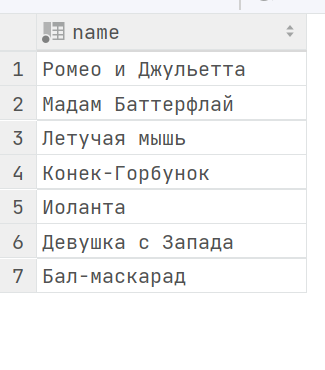 name
1 Ромео и Джульетта
2 Мадам Баттерфлай
3 Летучая мышь
4 Конек-Горбунок
5 Иоланта
6 Девушка с Запада
7 Бал-маскарад